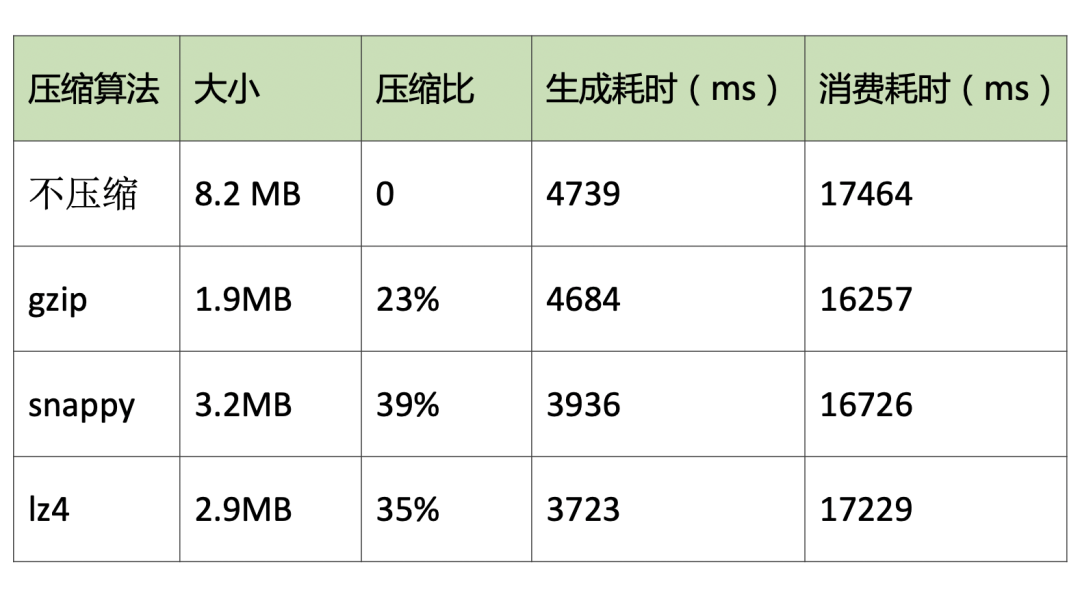 压缩算法 大小 压缩比 生成耗时（ms） 消费耗时（ms）
不压缩 8.2 MB 0 4739 17464
gzip 1.9MB 23% 4684 16257
snappy 3.2MB 39% 3936 16726
lz4 2.9MB 35% 3723 17229